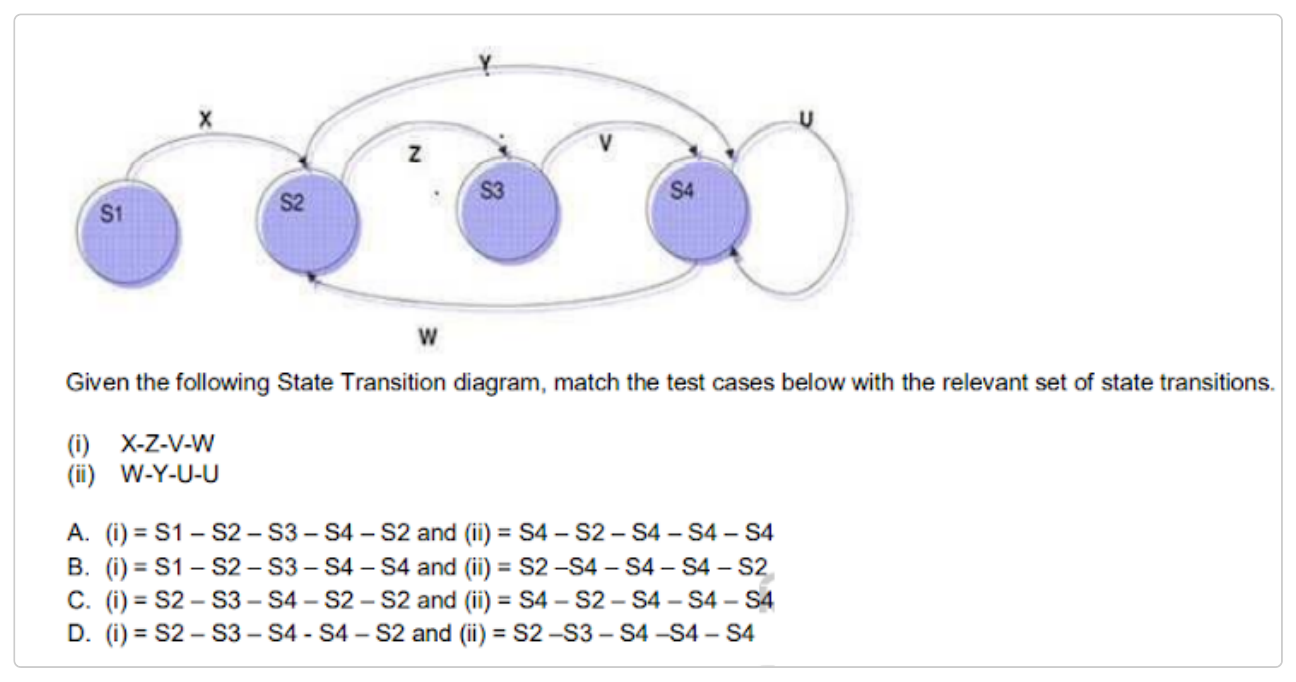 Y
X
U
Z
V
S1
S2
S3
S4
W
Given the following State Transition diagram, match the test cases below with the relevant set of state transitions.
(i) X-Z-V-W
(ii) W-Y-U-U
A. (i) = S1 – S2 – S3 – S4 – S2 and (ii) = S4 – S2 – S4 – S4 – S4
B. (i) = S1 – S2 – S3 – S4 – S4 and (ii) = S2 –S4 – S4 – S4 – S2
C. (i) = S2 – S3 – S4 – S2 – S2 and (ii) = S4 – S2 – S4 – S4 – S4
D. (i) = S2 – S3 – S4 - S4 – S2 and (ii) = S2 –S3 – S4 –S4 – S4